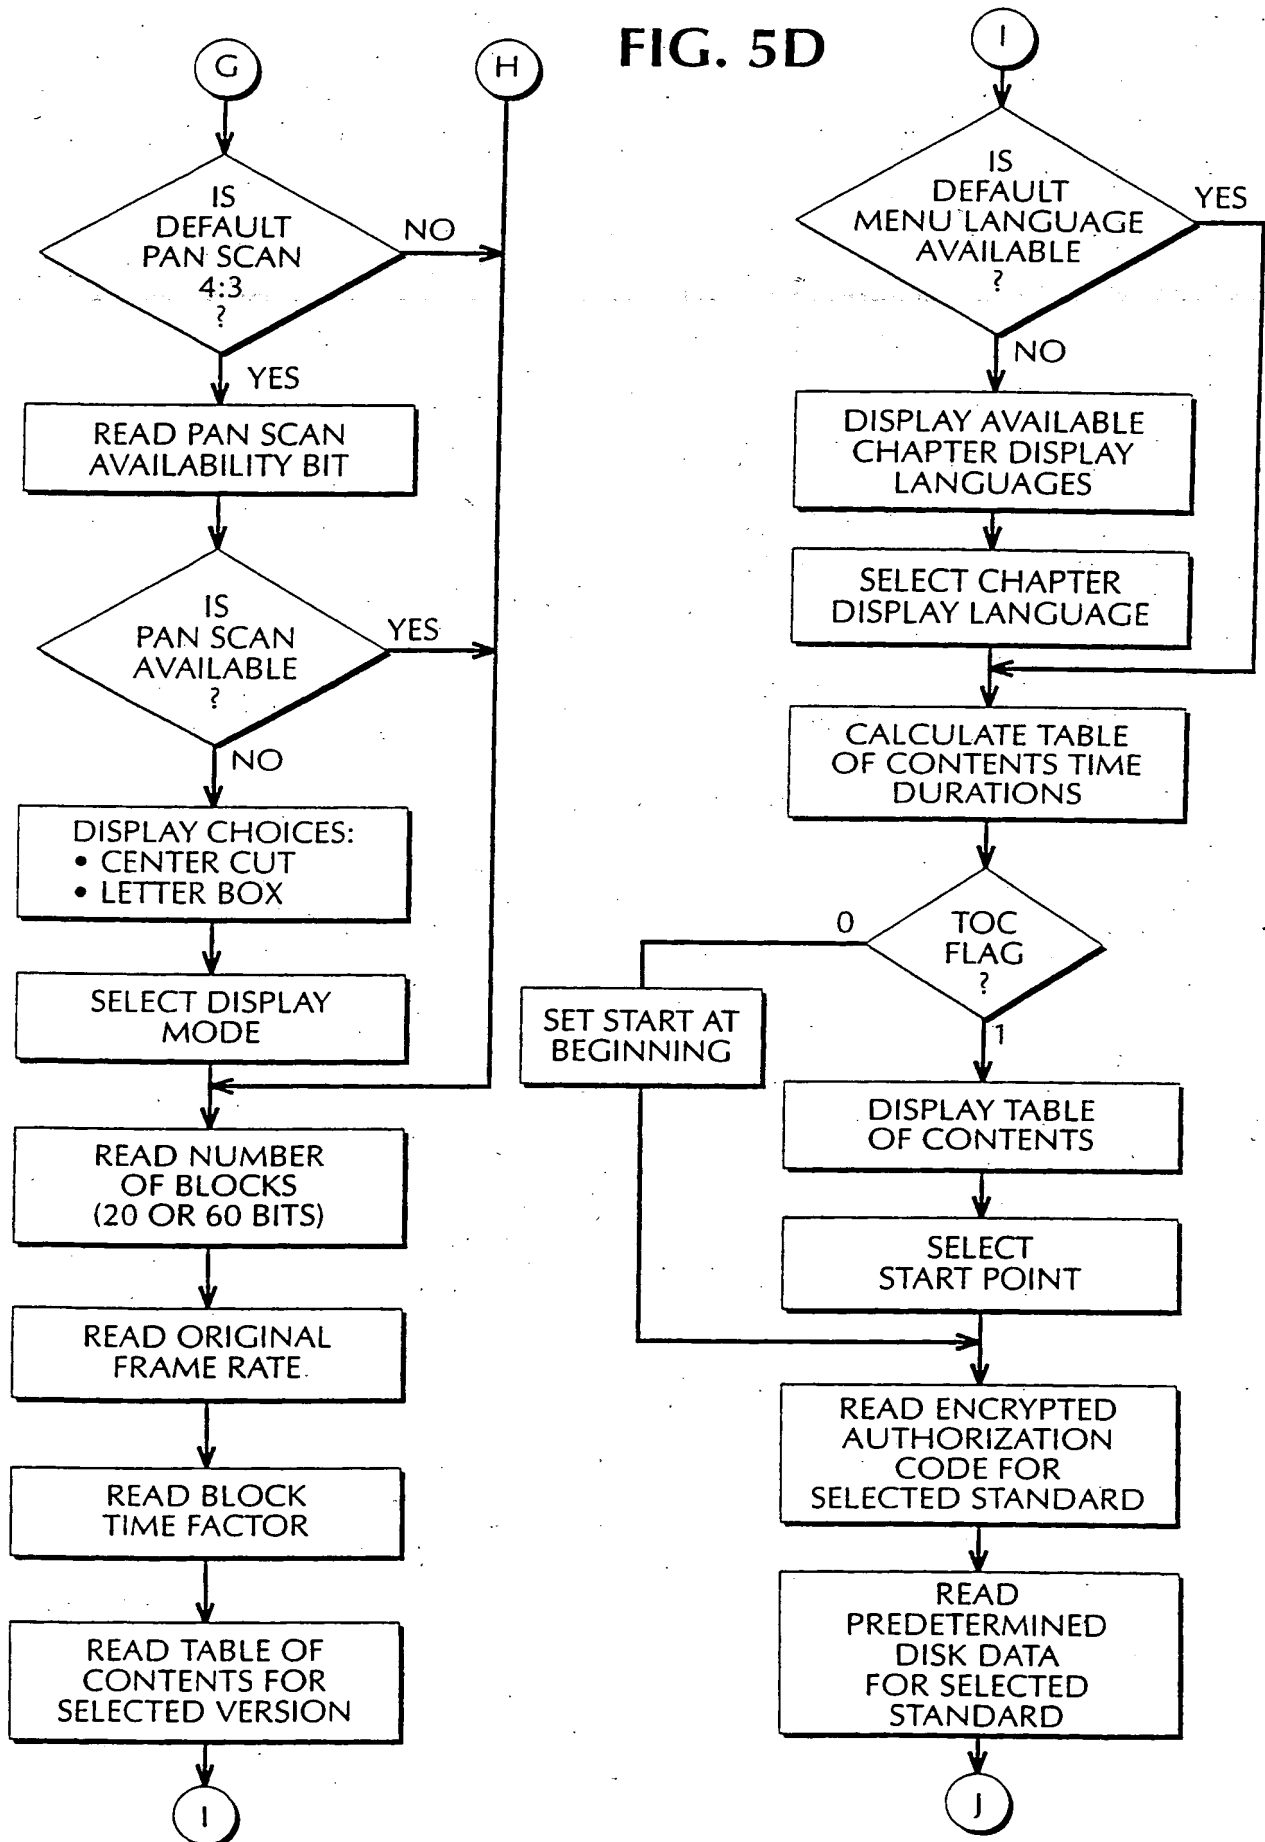 FIG. 5D
G
H
IS
DEFAULT
PAN SCAN
4:3
?
NO
YES
READ PAN SCAN
AVAILABILITY BIT
IS
PAN SCAN
AVAILABLE
?
YES
NO
DISPLAY CHOICES:
• CENTER CUT
• LETTER BOX
SELECT DISPLAY
MODE
READ NUMBER
OF BLOCKS
(20 OR 60 BITS)
READ ORIGINAL
FRAME RATE
READ BLOCK
TIME FACTOR
READ TABLE OF
CONTENTS FOR
SELECTED VERSION
I
I
IS
DEFAULT
MENU LANGUAGE
AVAILABLE
?
YES
NO
DISPLAY AVAILABLE
CHAPTER DISPLAY
LANGUAGES
SELECT CHAPTER
DISPLAY LANGUAGE
CALCULATE TABLE
OF CONTENTS TIME
DURATIONS
TOC
FLAG
?
0
1
SET START AT
BEGINNING
DISPLAY TABLE
OF CONTENTS
SELECT
START POINT
READ ENCRYPTED
AUTHORIZATION
CODE FOR
SELECTED STANDARD
READ
PREDETERMINED
DISK DATA
FOR SELECTED
STANDARD
J